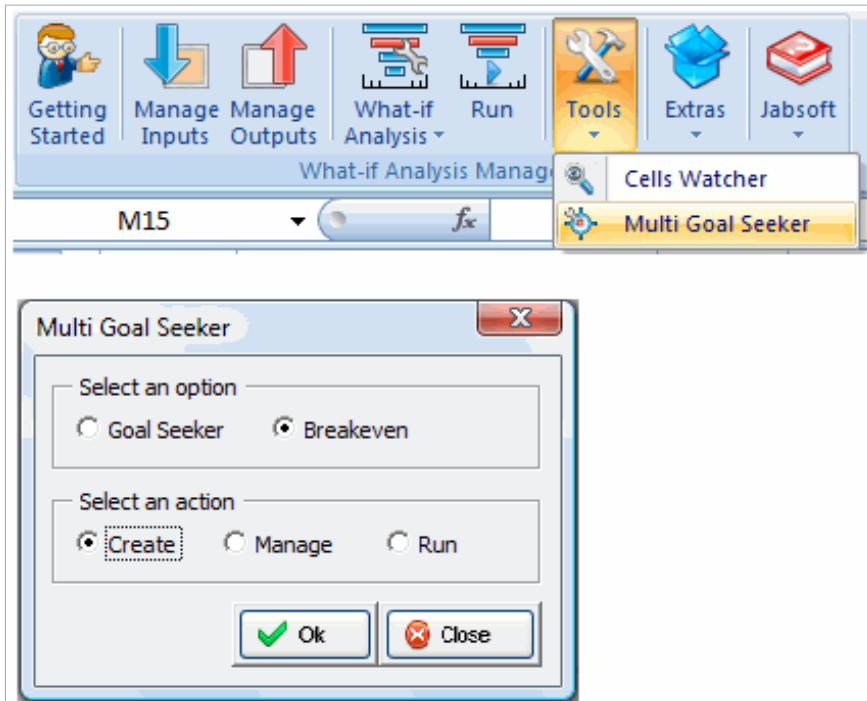 Getting Started
Manage Inputs
Manage Outputs
What-if Analysis
Run
Tools
Extras
Jabsoft
What-if Analysis Manag
Cells Watcher
M15
fx
Multi Goal Seeker
Multi Goal Seeker
X
Select an option
Goal Seeker
Breakeven
Select an action
Create
Manage
Run
Ok
Close